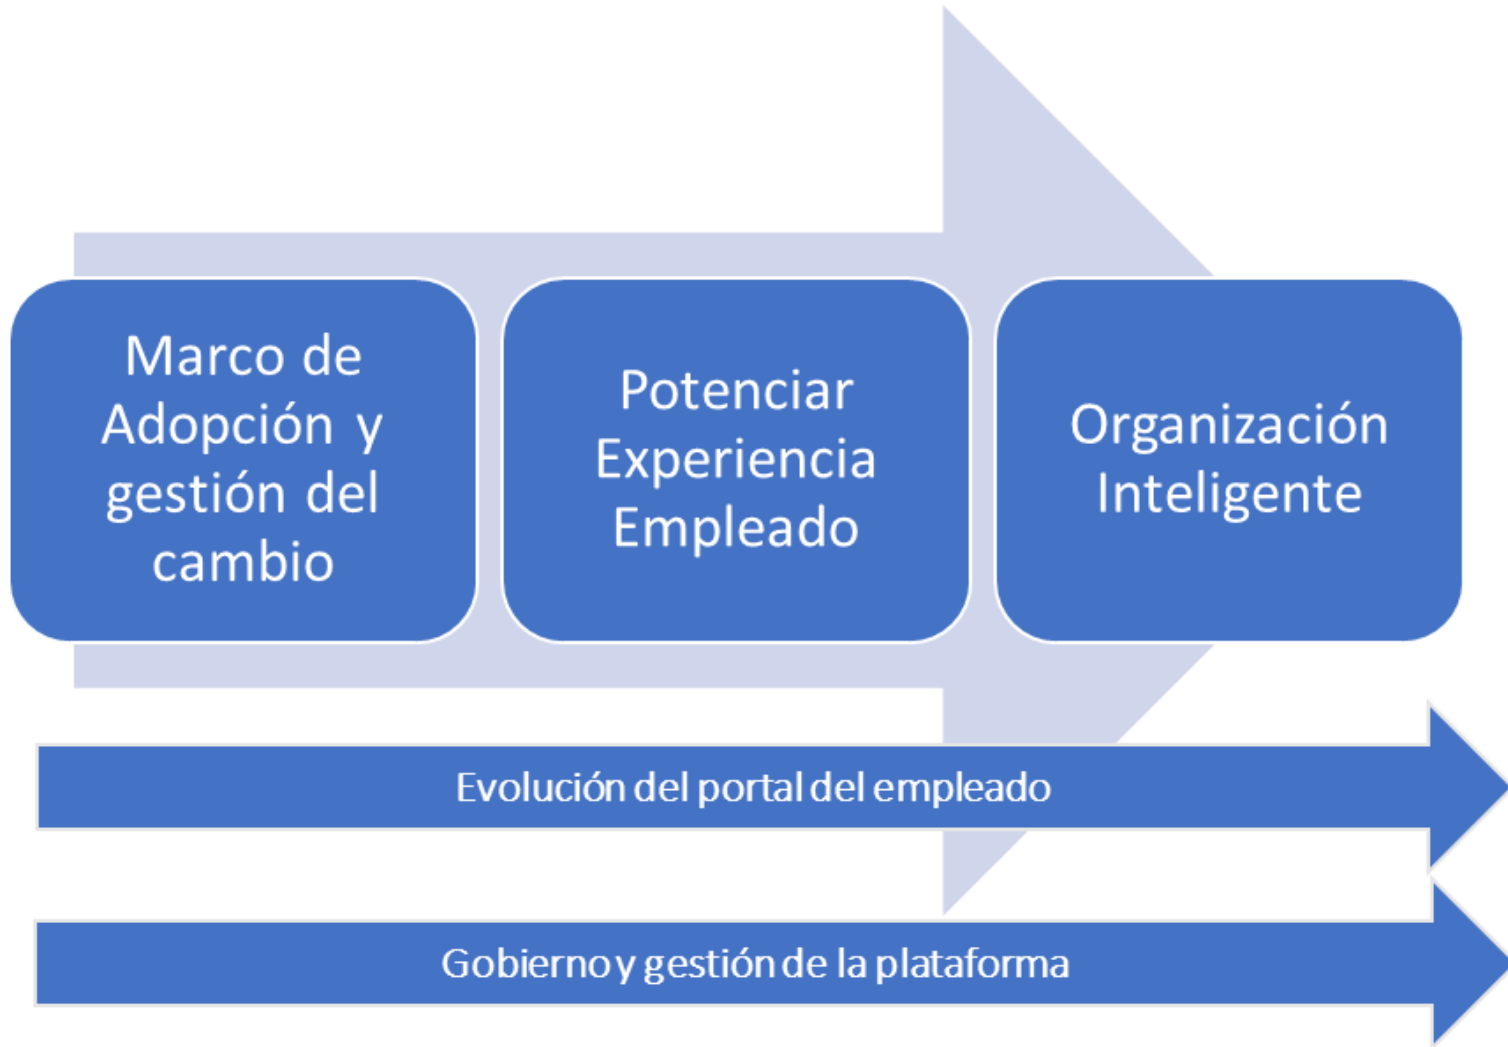 Marco de
Adopción y
gestión del
cambio
Potenciar
Experiencia
Empleado
Organización
Inteligente
Evolución del portal del empleado
Gobierno y gestión de la plataforma